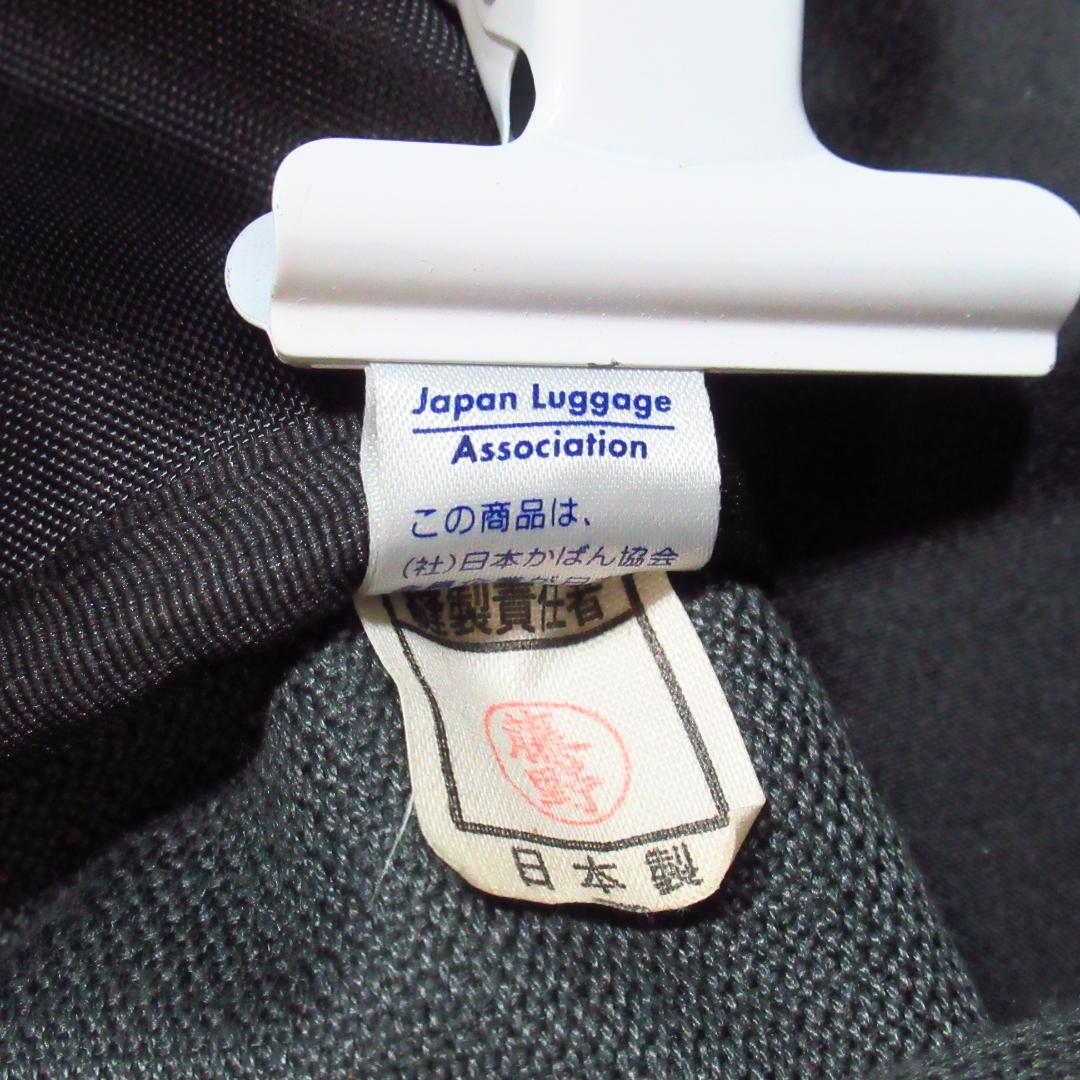 Japan Luggage
Association
この商品は、
(社)日本かばん協会
縫製責任者
日本